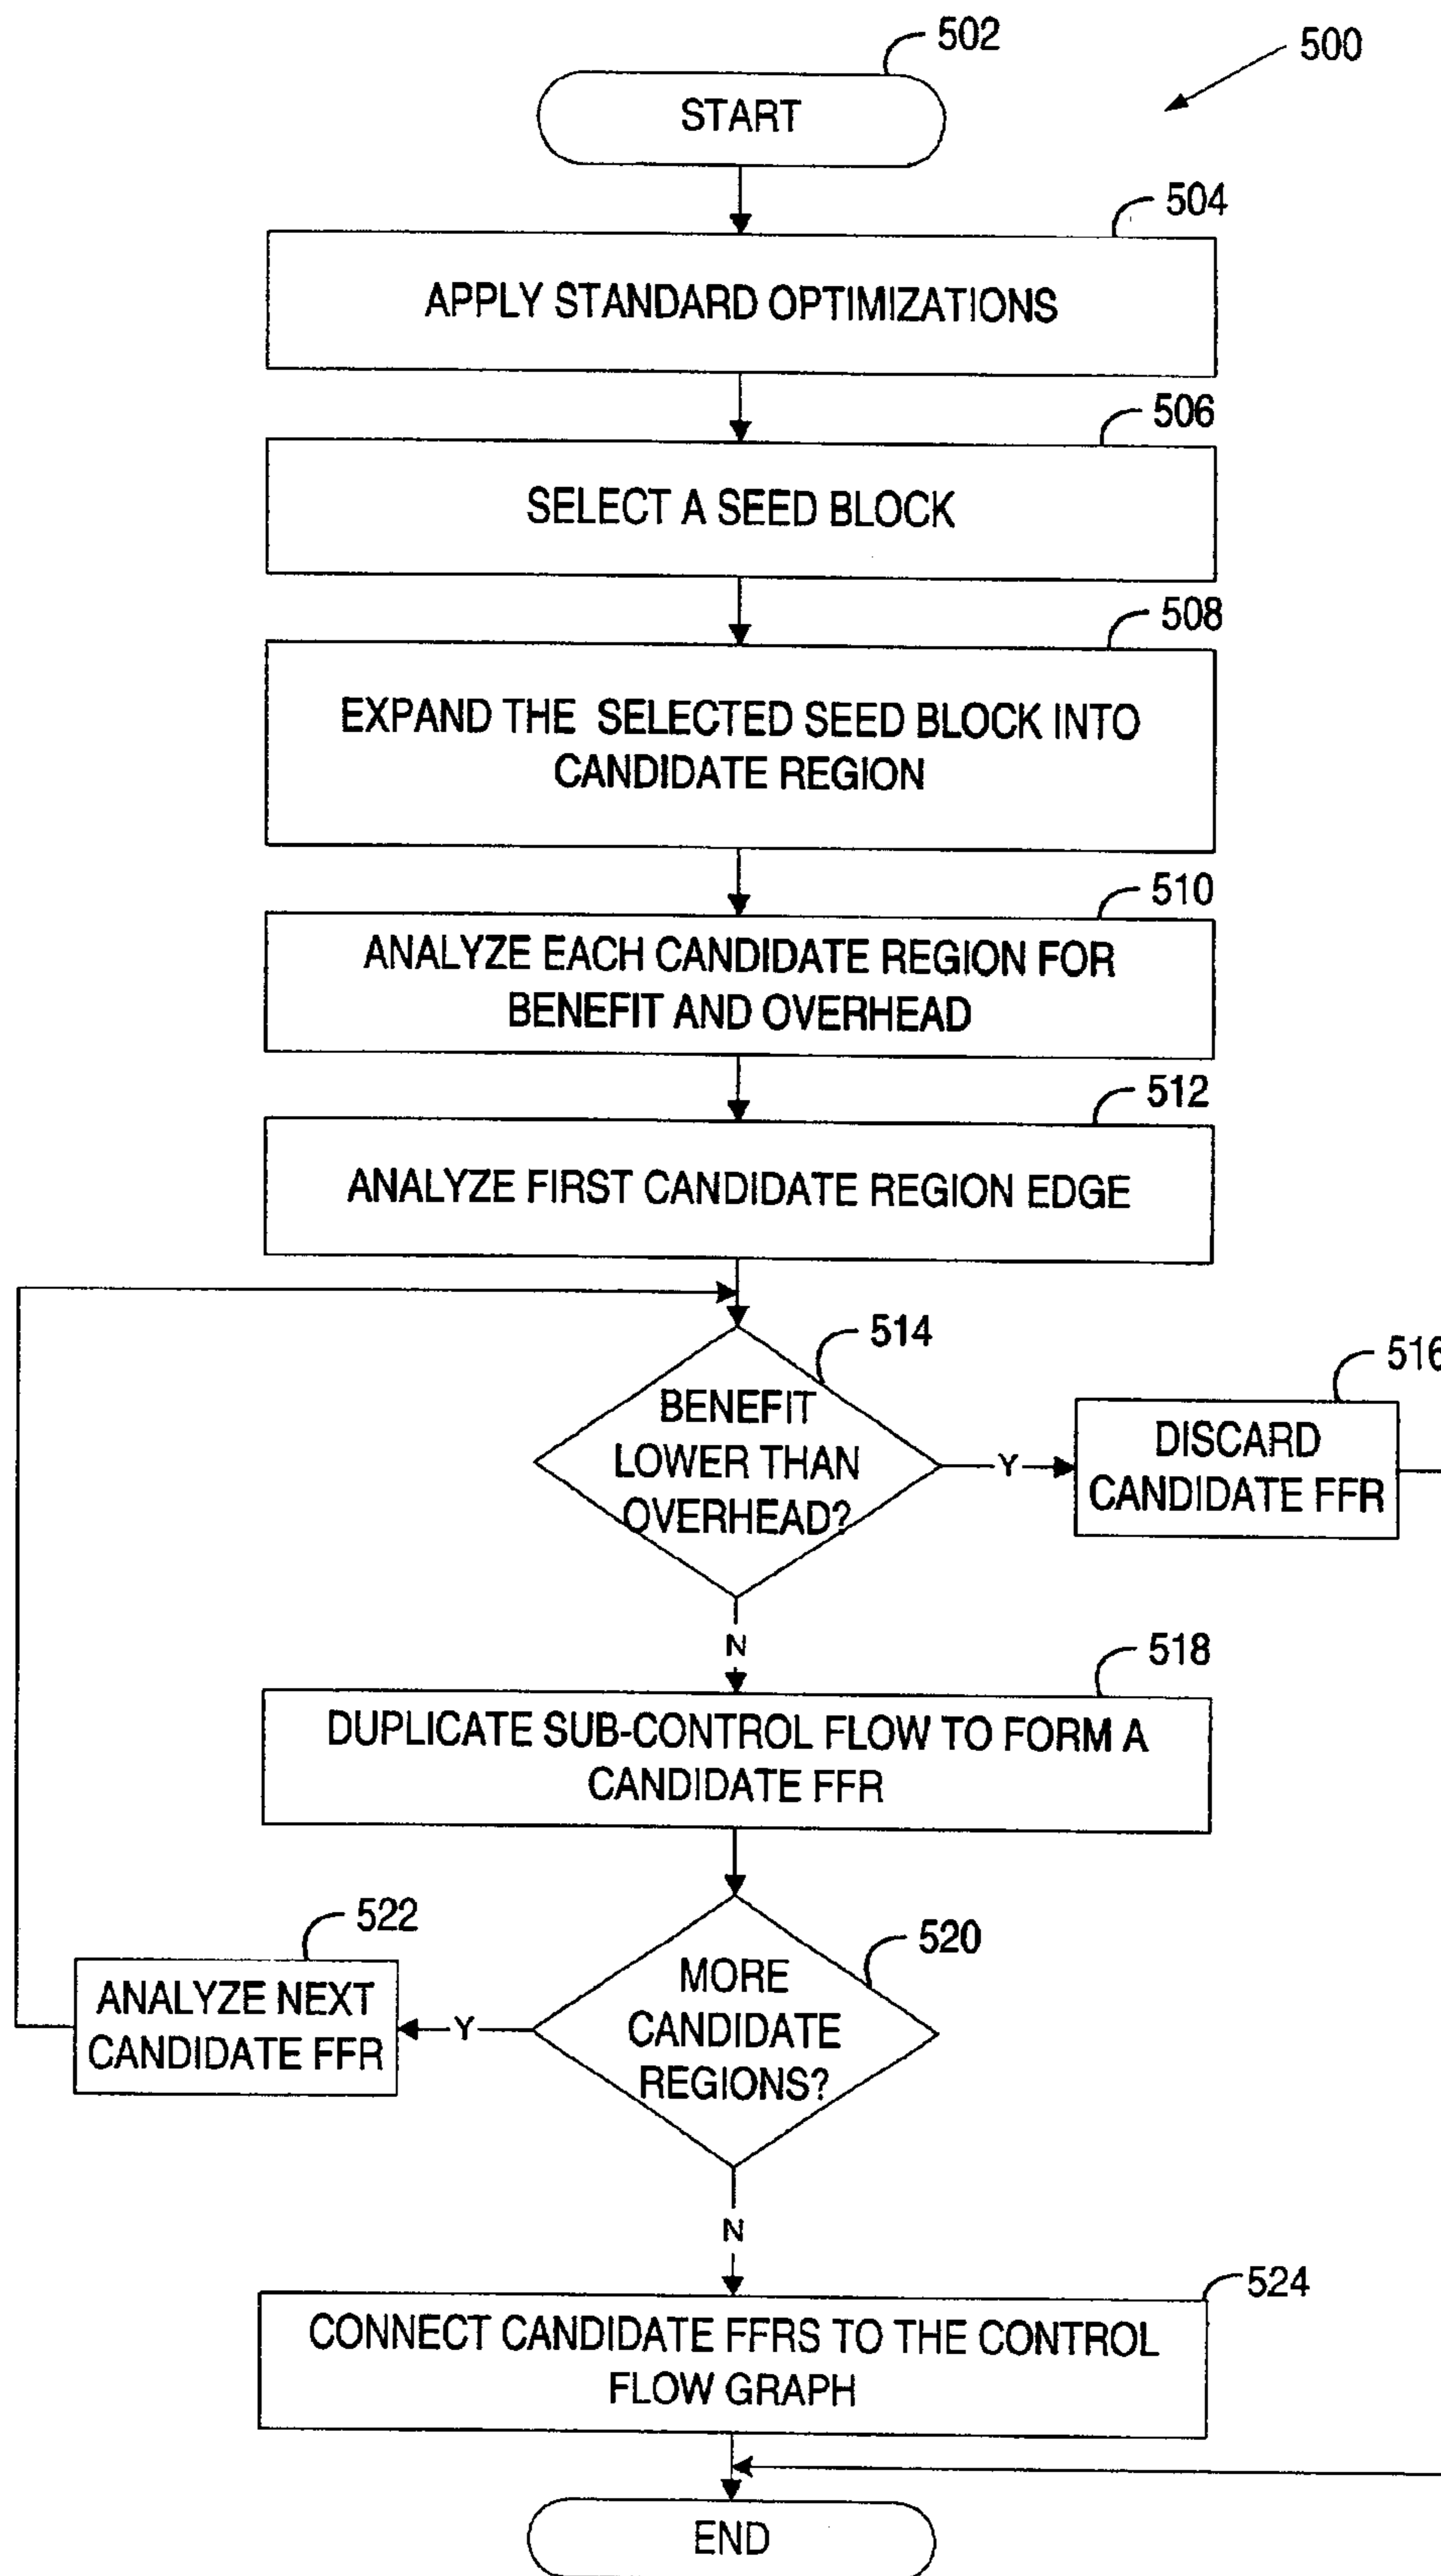 502
500
START
504
APPLY STANDARD OPTIMIZATIONS
506
SELECT A SEED BLOCK
508
EXPAND THE SELECTED SEED BLOCK INTO
CANDIDATE REGION
510
ANALYZE EACH CANDIDATE REGION FOR
BENEFIT AND OVERHEAD
512
ANALYZE FIRST CANDIDATE REGION EDGE
514
516
BENEFIT
LOWER THAN
OVERHEAD?
Y
DISCARD
CANDIDATE FFR
N
518
DUPLICATE SUB-CONTROL FLOW TO FORM A
CANDIDATE FFR
522
520
ANALYZE NEXT
CANDIDATE FFR
Y
MORE
CANDIDATE
REGIONS?
N
524
CONNECT CANDIDATE FFRS TO THE CONTROL
FLOW GRAPH
END